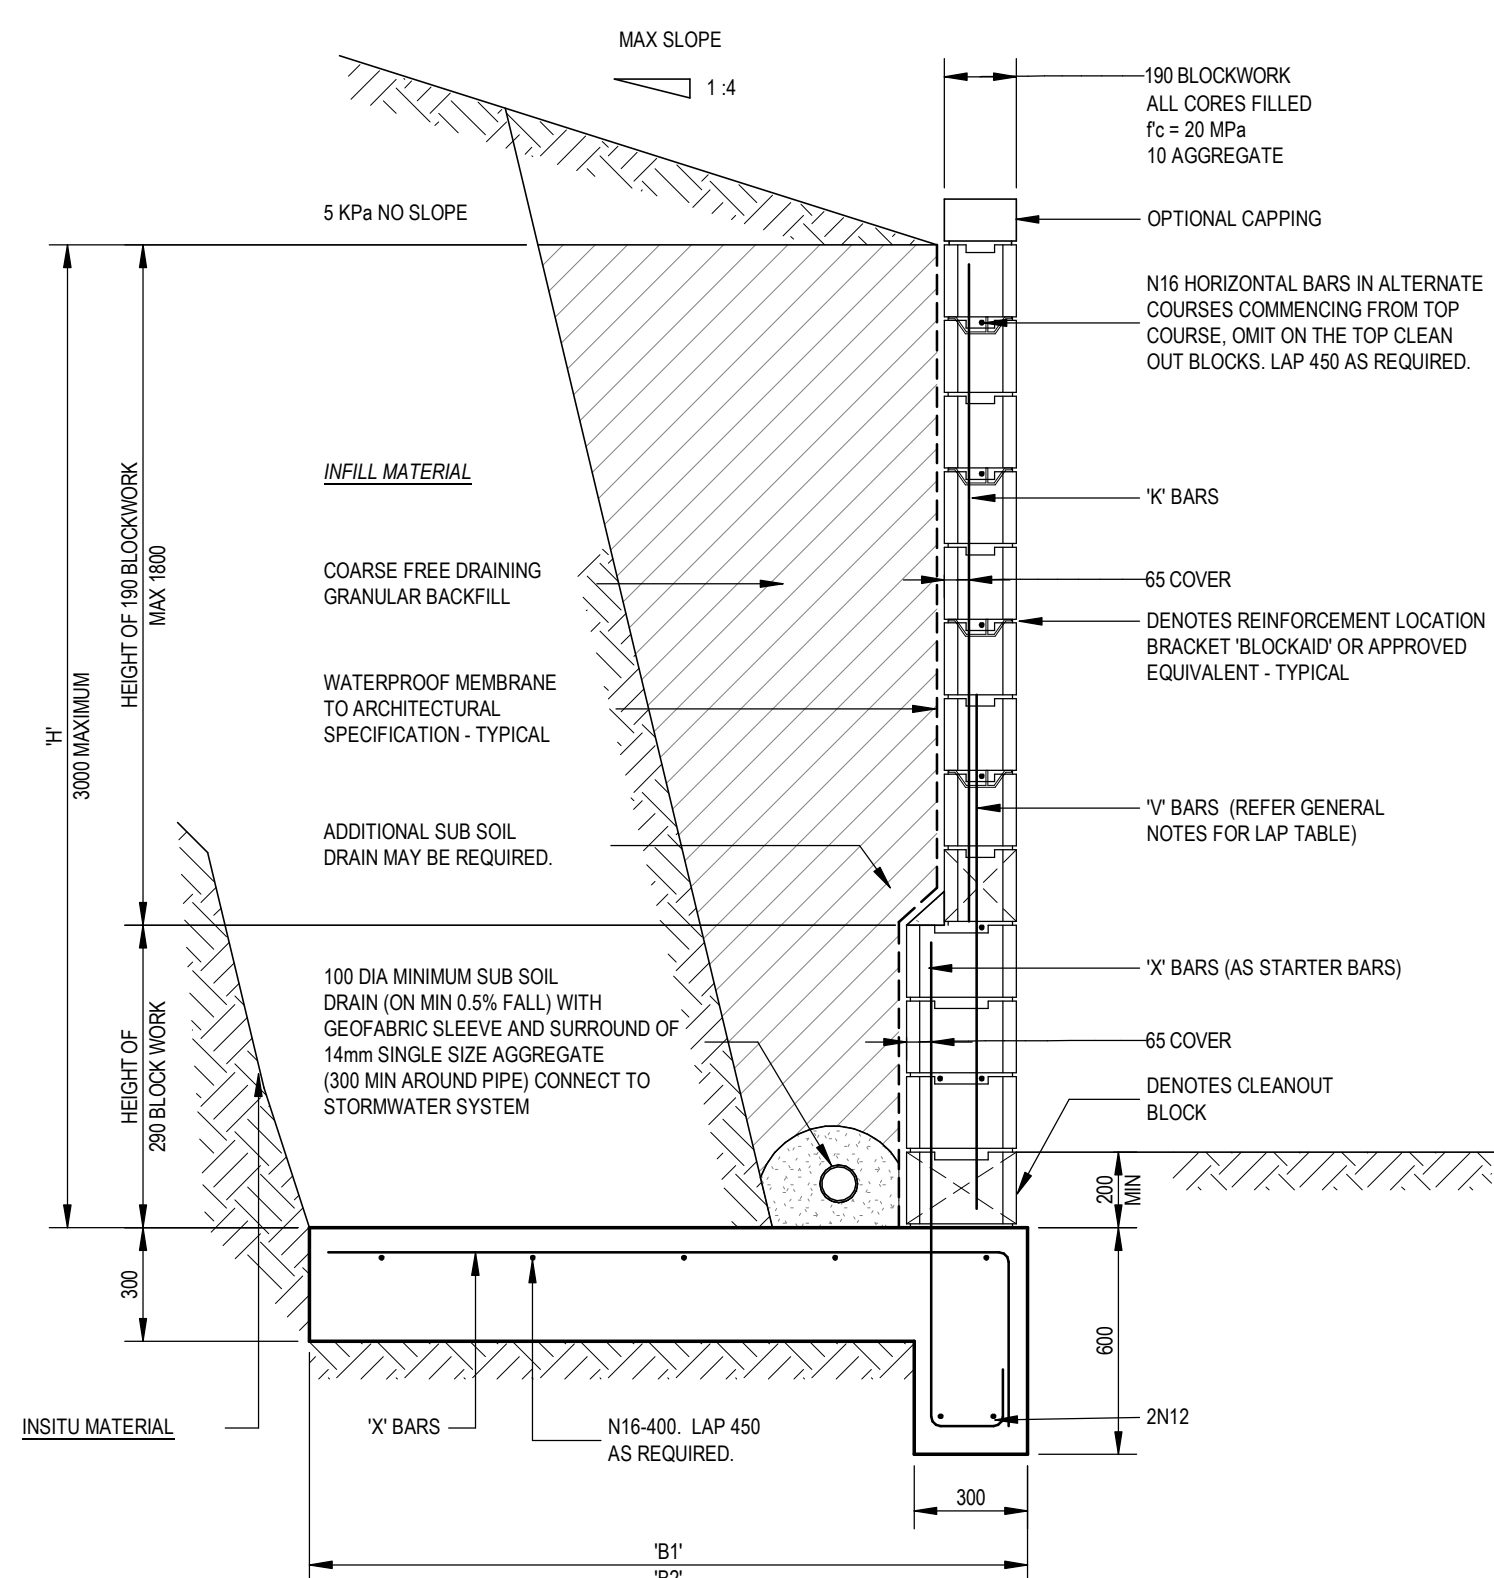 MAX SLOPE
1 :4
190 BLOCKWORK
ALL CORES FILLED
f'c = 20 MPa
10 AGGREGATE
5 KPa NO SLOPE
OPTIONAL CAPPING
N16 HORIZONTAL BARS IN ALTERNATE
COURSES COMMENCING FROM TOP
COURSE, OMIT ON THE TOP CLEAN
OUT BLOCKS. LAP 450 AS REQUIRED.
INFILL MATERIAL
'K' BARS
COARSE FREE DRAINING
GRANULAR BACKFILL
65 COVER
DENOTES REINFORCEMENT LOCATION
BRACKET 'BLOCKAID' OR APPROVED
EQUIVALENT - TYPICAL
WATERPROOF MEMBRANE
TO ARCHITECTURAL
SPECIFICATION - TYPICAL
'H'
3000 MAXIMUM
HEIGHT OF 190 BLOCKWORK
MAX 1800
ADDITIONAL SUB SOIL
DRAIN MAY BE REQUIRED.
'V' BARS (REFER GENERAL
NOTES FOR LAP TABLE)
100 DIA MINIMUM SUB SOIL
DRAIN (ON MIN 0.5% FALL) WITH
GEOFABRIC SLEEVE AND SURROUND OF
14mm SINGLE SIZE AGGREGATE
(300 MIN AROUND PIPE) CONNECT TO
STORMWATER SYSTEM
'X' BARS (AS STARTER BARS)
65 COVER
DENOTES CLEANOUT
BLOCK
HEIGHT OF
290 BLOCK WORK
200
MIN
300
600
INSITU MATERIAL
'X' BARS
N16-400. LAP 450
AS REQUIRED.
2N12
300
'B1'
'B2'